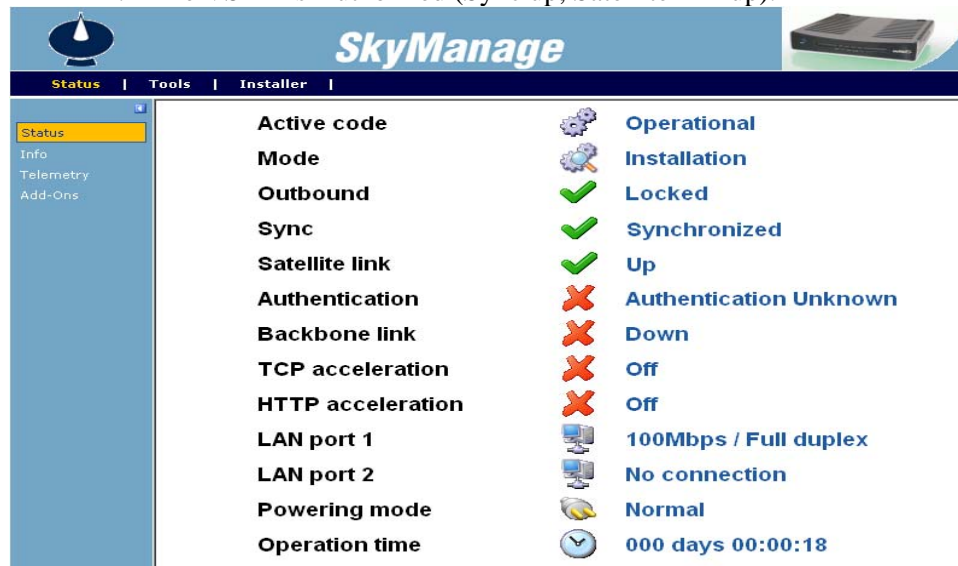 SkyManage
Status | Tools | Installer |
Status
Info
Telemetry
Add-Ons
Active code Operational
Mode Installation
Outbound Locked
Sync Synchronized
Satellite link Up
Authentication Authentication Unknown
Backbone link Down
TCP acceleration Off
HTTP acceleration Off
LAN port 1 100Mbps / Full duplex
LAN port 2 No connection
Powering mode Normal
Operation time 000 days 00:00:18